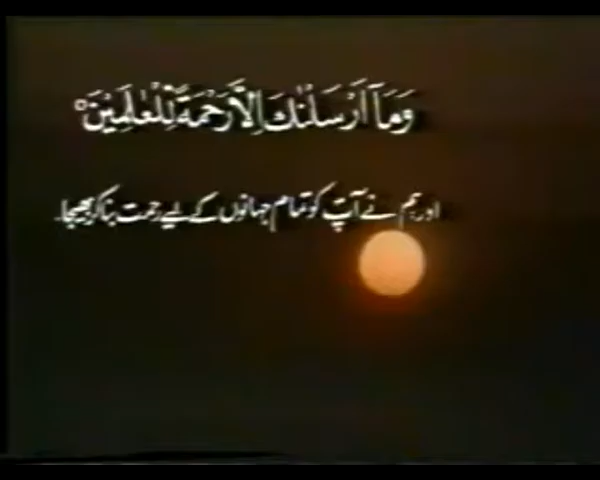 وَمَآ اَرْسَلْنٰكَ اِلَّا رَحْمَةً لِّلْعٰلَمِیْنَ
اور ہم نے آپؐ کو تمام جہانوں کے لیے رحمت بنا کر بھیجا۔